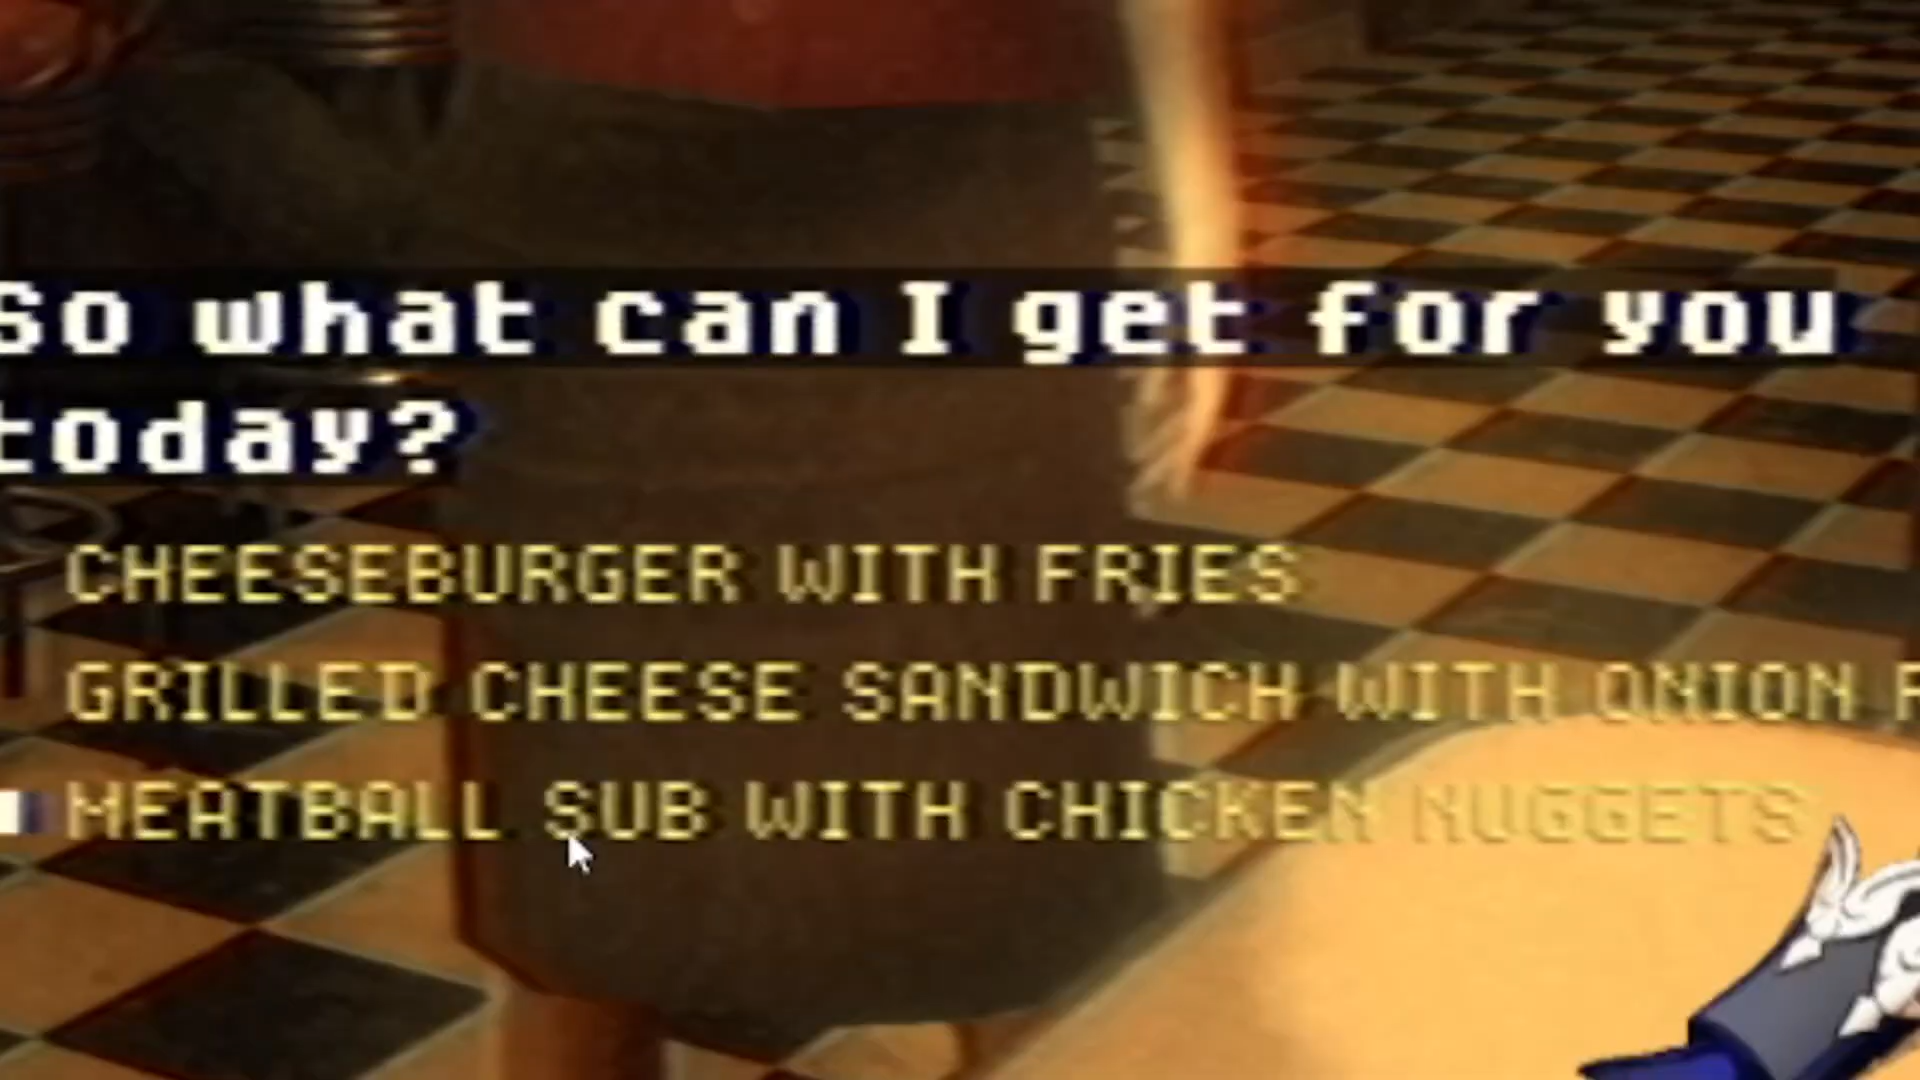 So what can I get for you
today?
CHEESEBURGER WITH FRIES
GRILLED CHEESE SANDWICH WITH ONION
MEATBALL SUB WITH CHICKEN NUGGETS